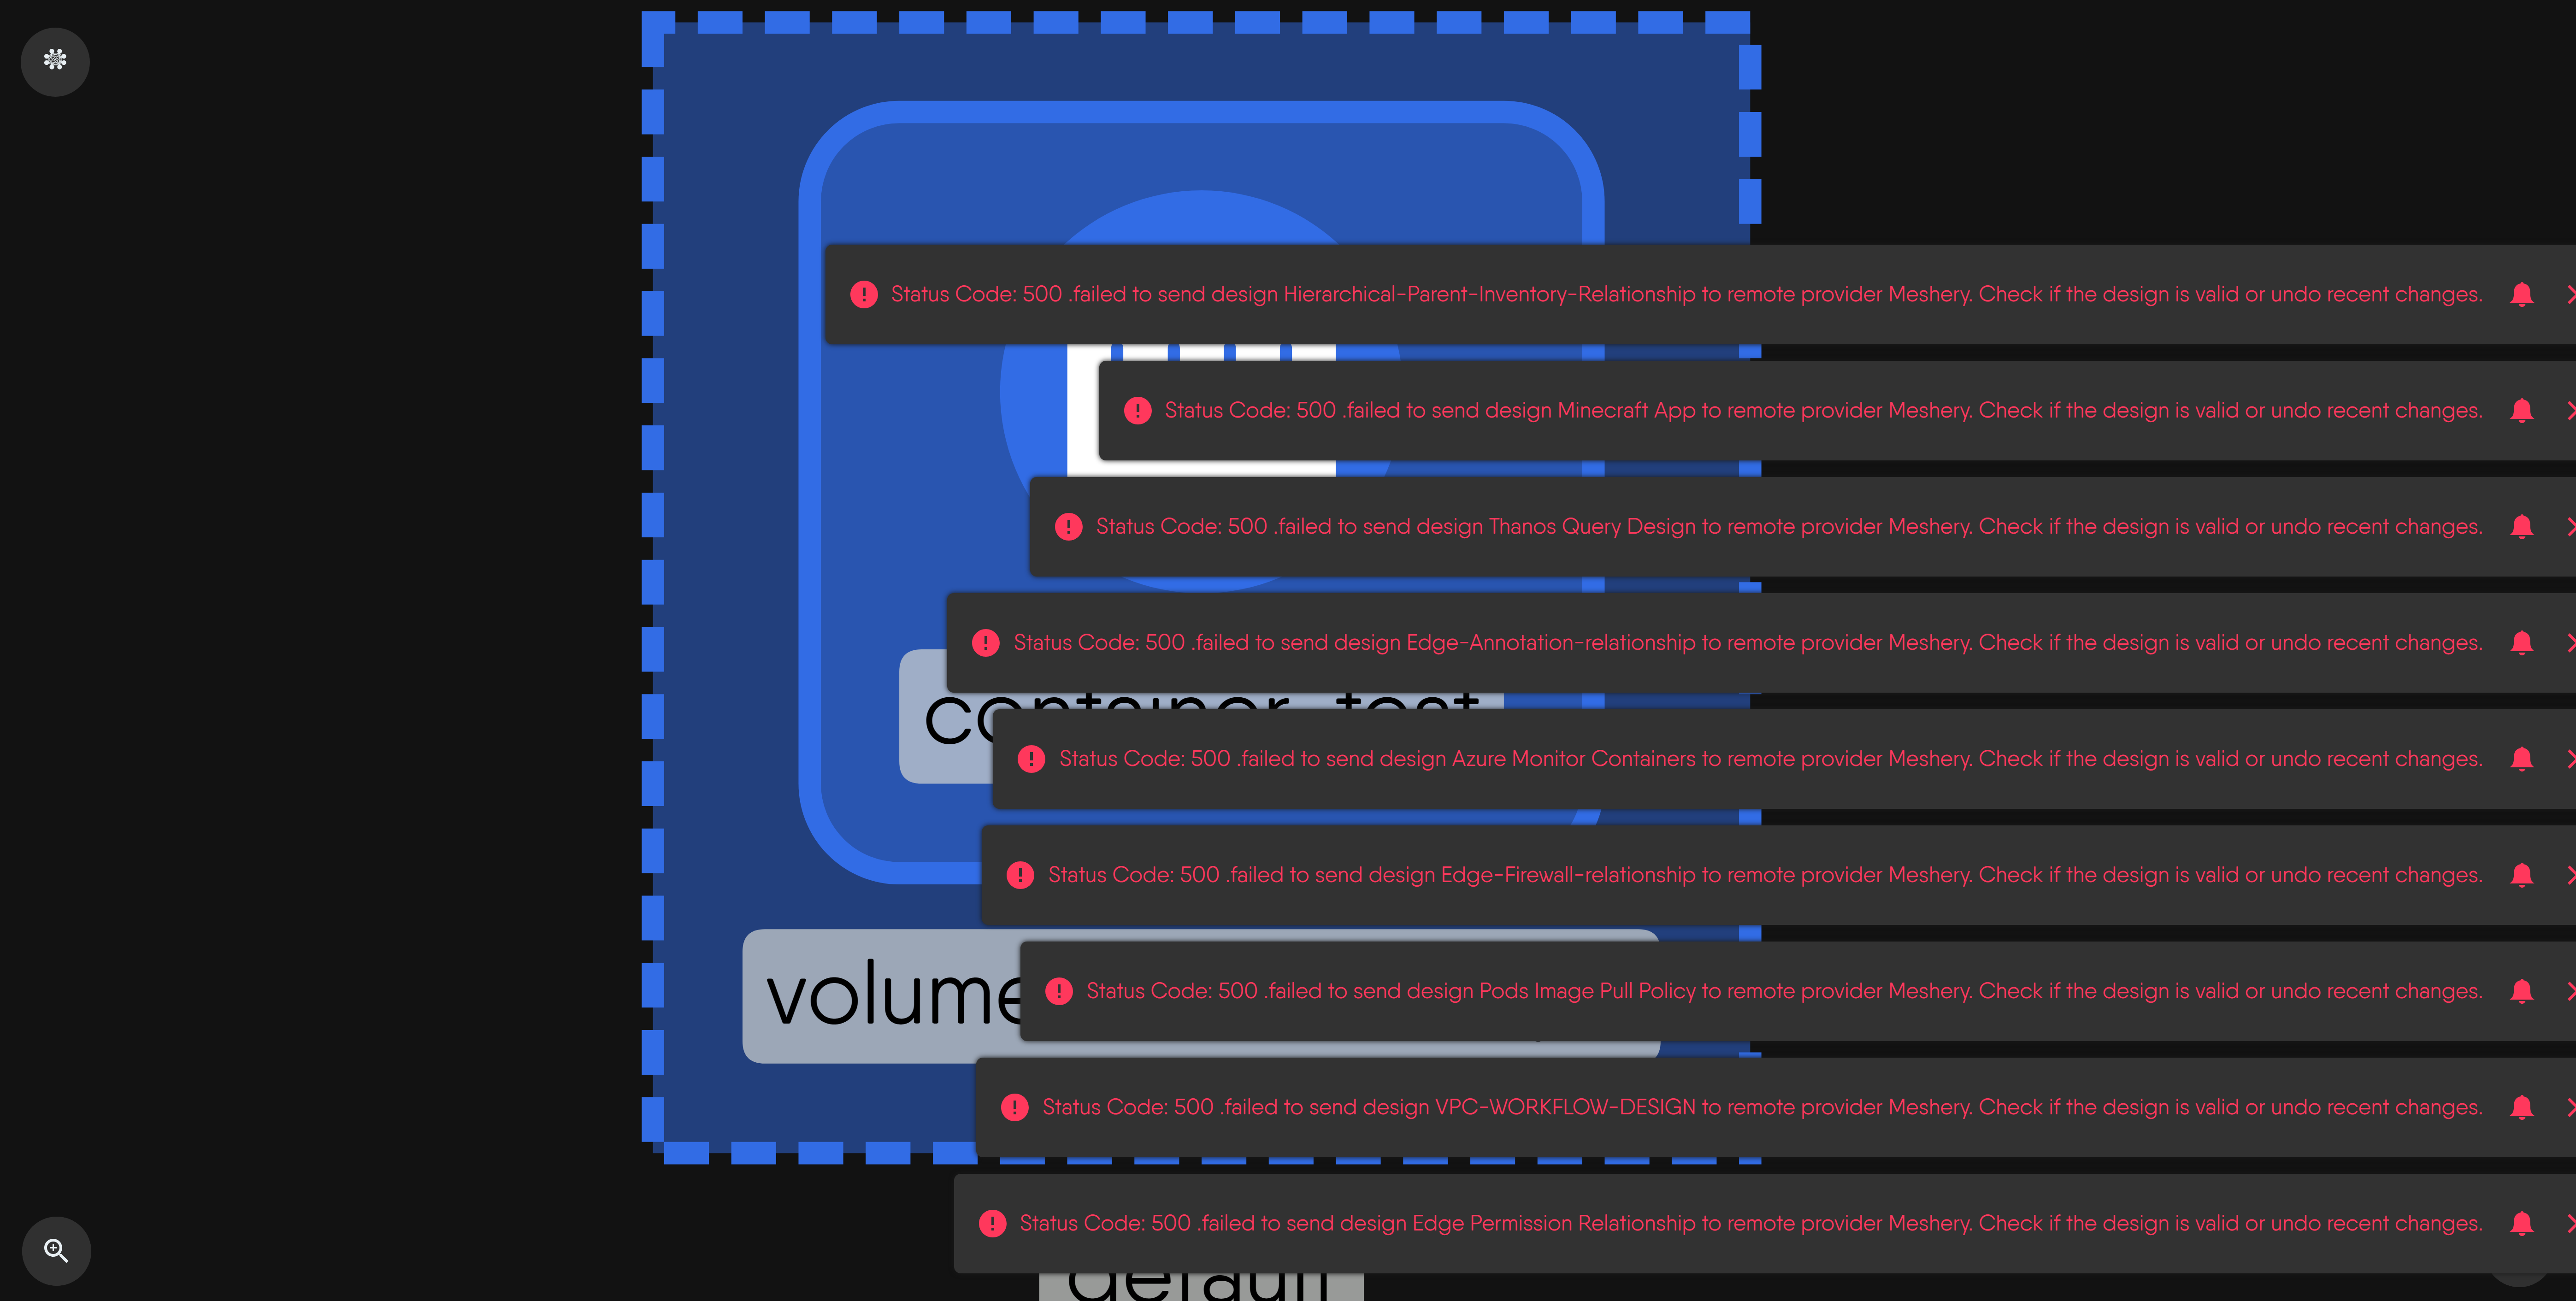 Status Code: 500 .failed to send design Hierarchical-Parent-Inventory-Relationship to remote provider Meshery. Check if the design is valid or undo recent changes.
Status Code: 500 .failed to send design Minecraft App to remote provider Meshery. Check if the design is valid or undo recent changes.
Status Code: 500 .failed to send design Thanos Query Design to remote provider Meshery. Check if the design is valid or undo recent changes.
Status Code: 500 .failed to send design Edge-Annotation-relationship to remote provider Meshery. Check if the design is valid or undo recent changes.
container-test
Status Code: 500 .failed to send design Azure Monitor Containers to remote provider Meshery. Check if the design is valid or undo recent changes.
Status Code: 500 .failed to send design Edge-Firewall-relationship to remote provider Meshery. Check if the design is valid or undo recent changes.
volume
Status Code: 500 .failed to send design Pods Image Pull Policy to remote provider Meshery. Check if the design is valid or undo recent changes.
Status Code: 500 .failed to send design VPC-WORKFLOW-DESIGN to remote provider Meshery. Check if the design is valid or undo recent changes.
Status Code: 500 .failed to send design Edge Permission Relationship to remote provider Meshery. Check if the design is valid or undo recent changes.
default